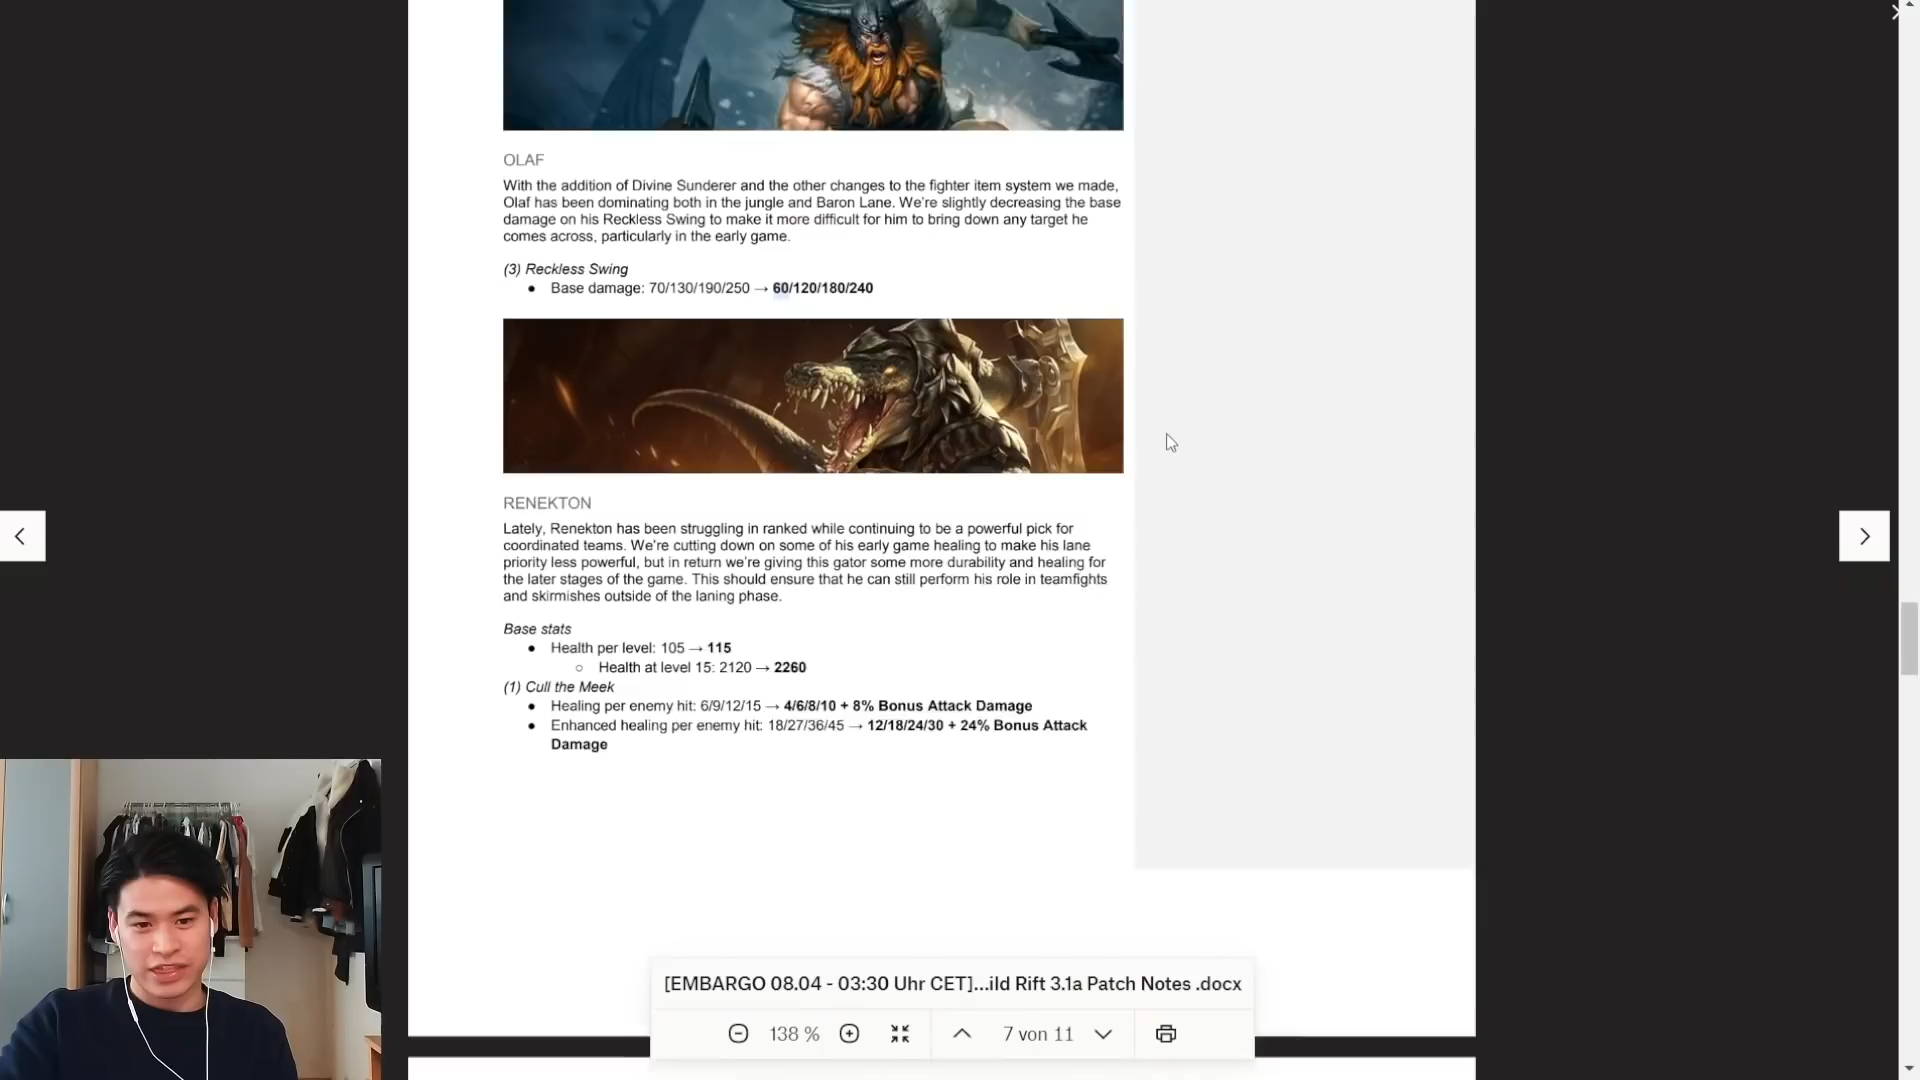 OLAF
With the addition of Divine Sunderer and the other changes to the fighter item system we made,
Olaf has been dominating both in the jungle and Baron Lane. We're slightly decreasing the base
damage on his Reckless Swing to make it more difficult for him to bring down any target he
comes across, particularly in the early game.
(3) Reckless Swing
● Base damage: 70/130/190/250 → 60/120/180/240
RENEKTON
Lately, Renekton has been struggling in ranked while continuing to be a powerful pick for
coordinated teams. We're cutting down on some of his early game healing to make his lane
priority less powerful, but in return we're giving this gator some more durability and healing for
the later stages of the game. This should ensure that he can still perform his role in teamfights
and skirmishes outside of the laning phase.
Base stats
● Health per level: 105 → 115
○ Health at level 15: 2120 → 2260
(1) Cull the Meek
● Healing per enemy hit: 6/9/12/15 → 4/6/8/10 + 8% Bonus Attack Damage
● Enhanced healing per enemy hit: 18/27/36/45 → 12/18/24/30 + 24% Bonus Attack
Damage
[EMBARGO 08.04 - 03:30 Uhr CET]...ild Rift 3.1a Patch Notes .docx
138 %
7 von 11